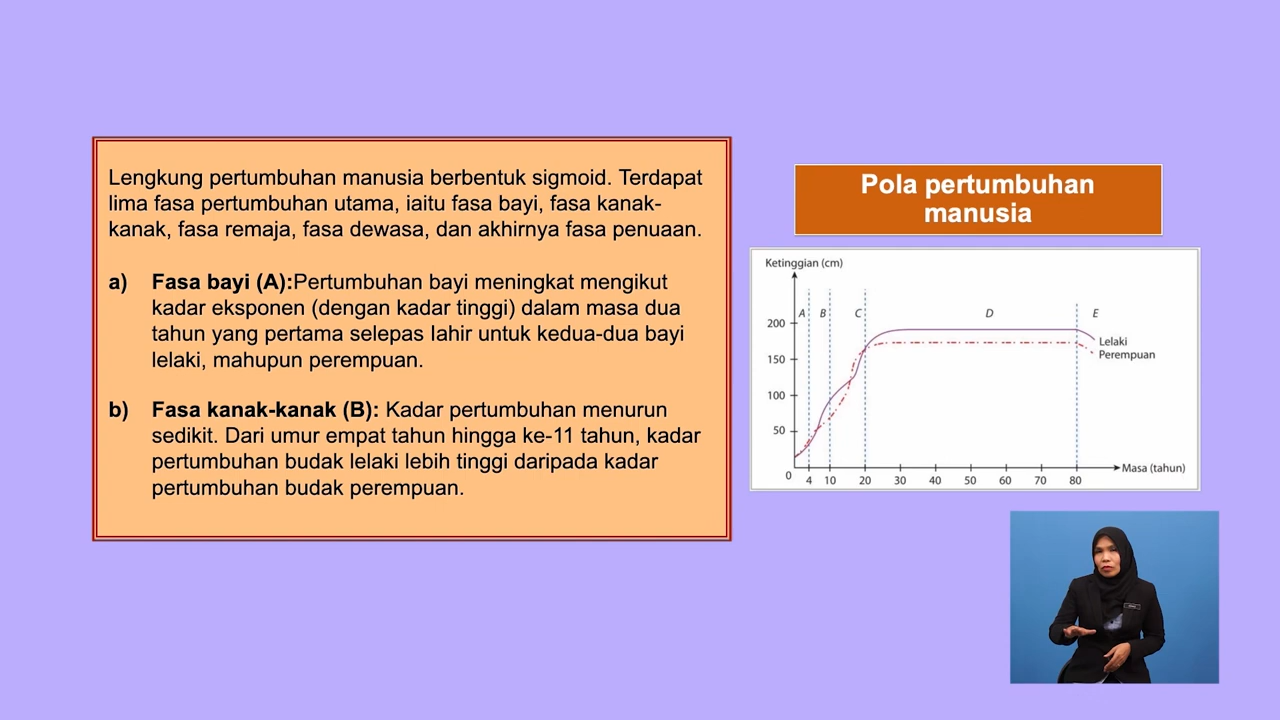 Lengkung pertumbuhan manusia berbentuk sigmoid. Terdapat
lima fasa pertumbuhan utama, iaitu fasa bayi, fasa kanak-
kanak, fasa remaja, fasa dewasa, dan akhirnya fasa penuaan.
a) Fasa bayi (A):Pertumbuhan bayi meningkat mengikut
kadar eksponen (dengan kadar tinggi) dalam masa dua
tahun yang pertama selepas lahir untuk kedua-dua bayi
lelaki, mahupun perempuan.
b) Fasa kanak-kanak (B): Kadar pertumbuhan menurun
sedikit. Dari umur empat tahun hingga ke-11 tahun, kadar
pertumbuhan budak lelaki lebih tinggi daripada kadar
pertumbuhan budak perempuan.
Pola pertumbuhan
manusia
Ketinggian (cm)
A B C D E
200
150
100
50
0
Lelaki
Perempuan
4 10 20 30 40 50 60 70 80
Masa (tahun)